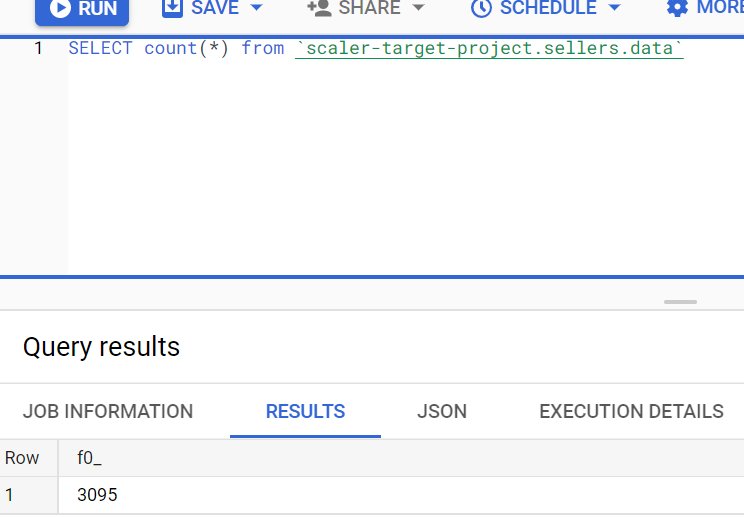 RUN SAVE SHARE SCHEDULE MORE
1 SELECT count(*) from `scaler-target-project.sellers.data`
Query results
JOB INFORMATION RESULTS JSON EXECUTION DETAILS
Row f0_
1 3095